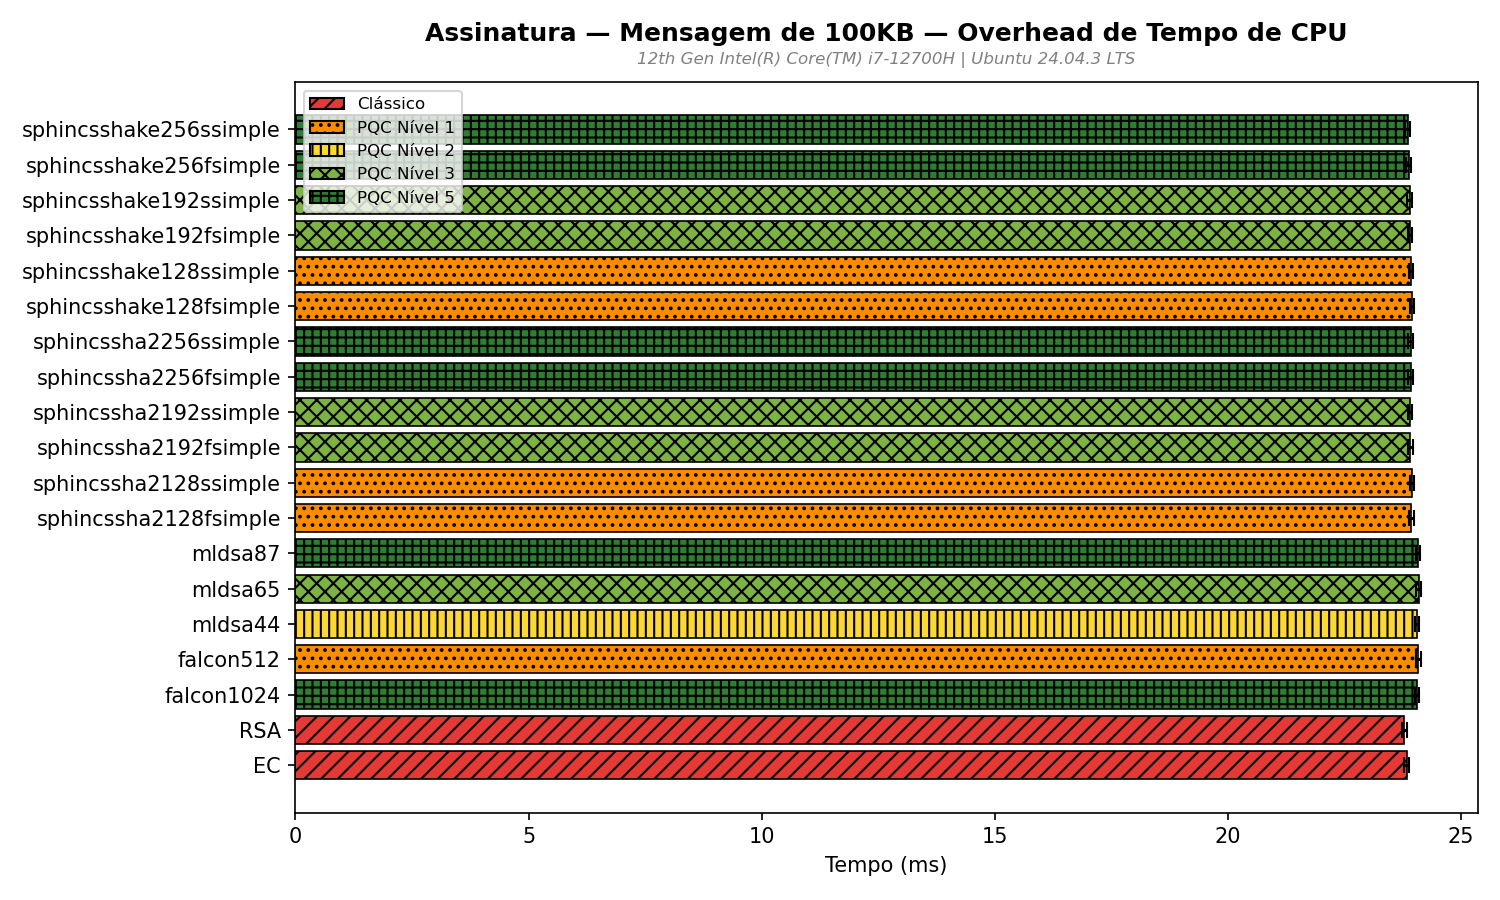 Assinatura — Mensagem de 100KB — Overhead de Tempo de CPU
12th Gen Intel(R) Core(TM) i7-12700H | Ubuntu 24.04.3 LTS
Clássico
PQC Nível 1
PQC Nível 2
PQC Nível 3
PQC Nível 5
sphincsshake256ssimple
sphincsshake256fsimple
sphincsshake192ssimple
sphincsshake192fsimple
sphincsshake128ssimple
sphincsshake128fsimple
sphincssha2256ssimple
sphincssha2256fsimple
sphincssha2192ssimple
sphincssha2192fsimple
sphincssha2128ssimple
sphincssha2128fsimple
mldsa87
mldsa65
mldsa44
falcon512
falcon1024
RSA
EC
0 5 10 15 20 25
Tempo (ms)